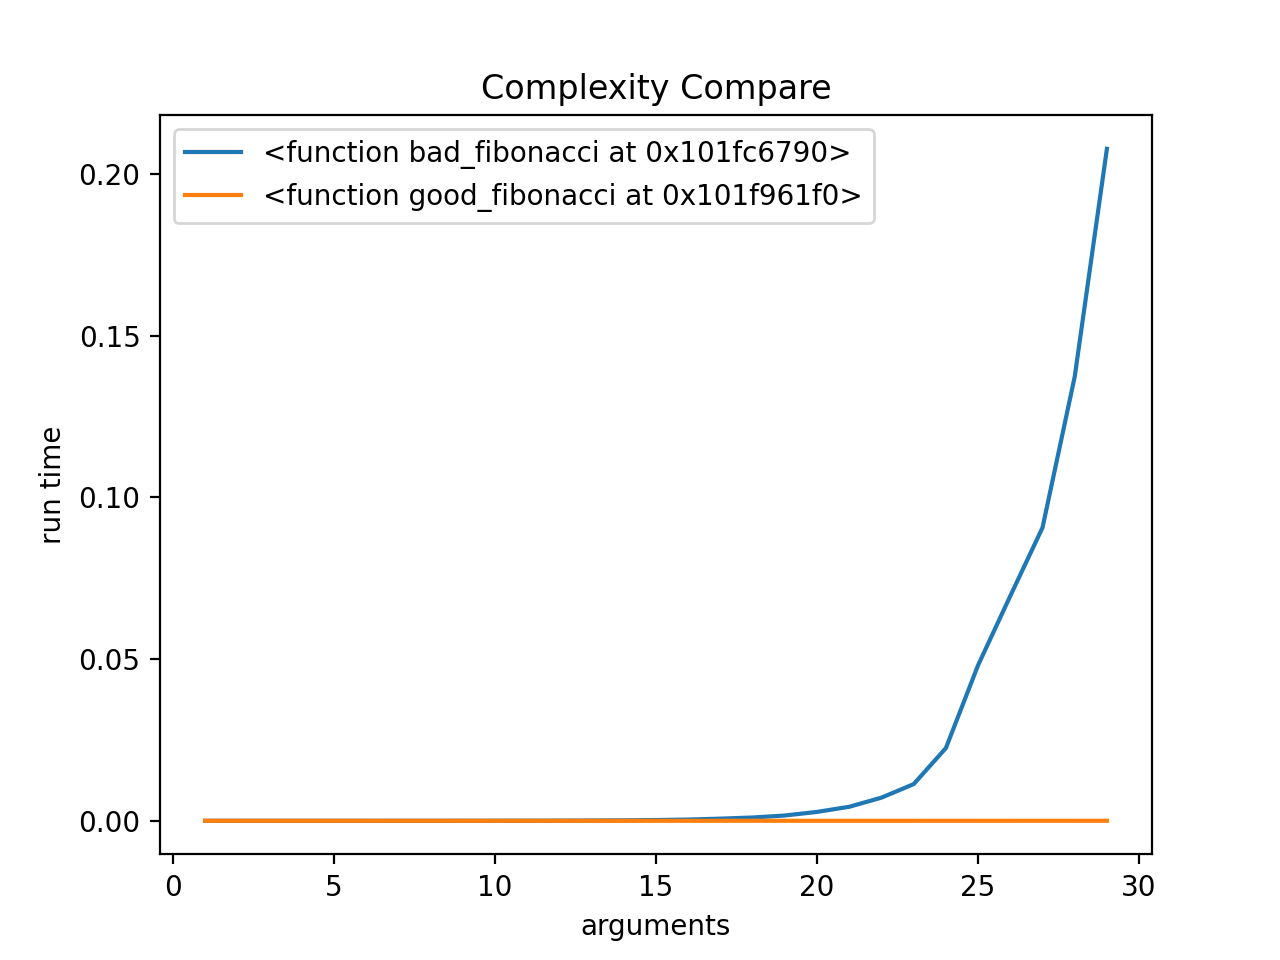 Complexity Compare
<function bad_fibonacci at 0x101fc6790>
<function good_fibonacci at 0x101f961f0>
0.20
0.15
0.10
0.05
0.00
run time
0 5 10 15 20 25 30
arguments